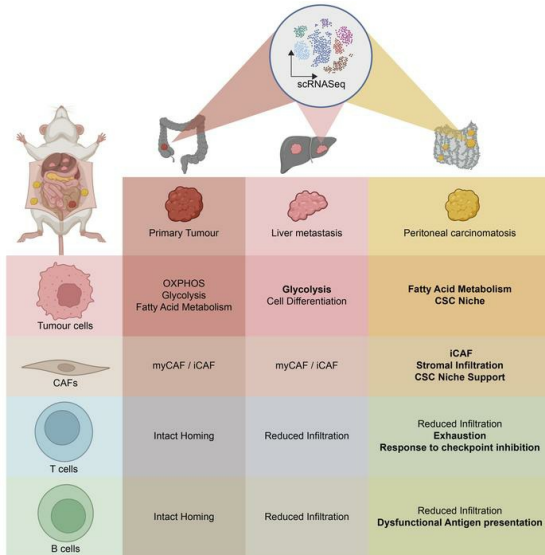 scRNASeq
Primary Tumour
Liver metastasis
Peritoneal carcinomatosis
Tumour cells
OXPHOS
Glycolysis
Fatty Acid Metabolism
Glycolysis
Cell Differentiation
Fatty Acid Metabolism
CSC Niche
CAFs
myCAF / iCAF
myCAF / iCAF
iCAF
Stromal Infiltration
CSC Niche Support
T cells
Intact Homing
Reduced Infiltration
Reduced Infiltration
Exhaustion
Response to checkpoint inhibition
B cells
Intact Homing
Reduced Infiltration
Reduced Infiltration
Dysfunctional Antigen presentation